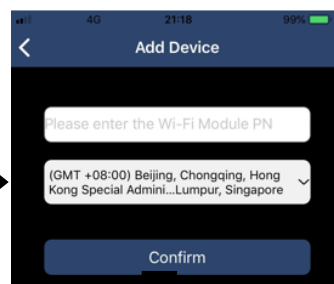 4G 21:18 99%
Add Device
Please enter the Wi-Fi Module PN
(GMT +08:00) Beijing, Chongqing, Hong
Kong Special Admini...Lumpur, Singapore
Confirm